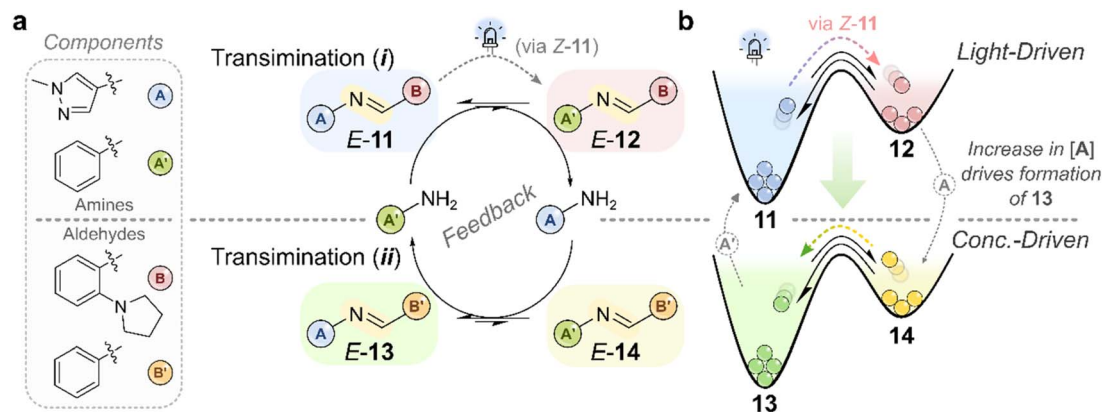 a
Components
N
N
A
A'
Amines
Aldehydes
B
N
B'
Transimination (i)
(via Z-11)
A
N
B
E-11
A'
N
B
E-12
A'
NH2
Feedback
A
NH2
Transimination (ii)
A
N
B'
E-13
A'
N
B'
E-14
b
via Z-11
Light-Driven
12
11
Increase in [A]
drives formation
of 13
A
A'
Conc.-Driven
14
13